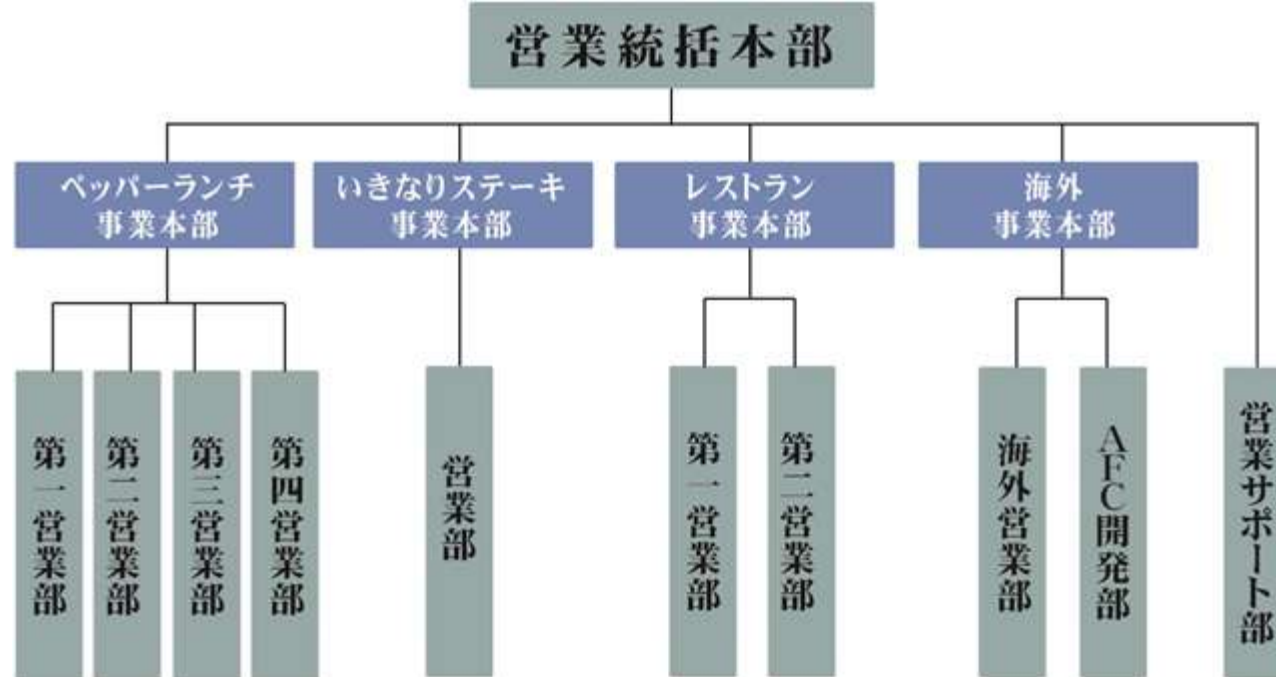 営業統括本部
ペッパーランチ
事業本部
いきなりステーキ
事業本部
レストラン
事業本部
海外
事業本部
第一営業部
第二営業部
第三営業部
第四営業部
営業部
第一営業部
第二営業部
海外営業部
AFC開発部
営業サポート部